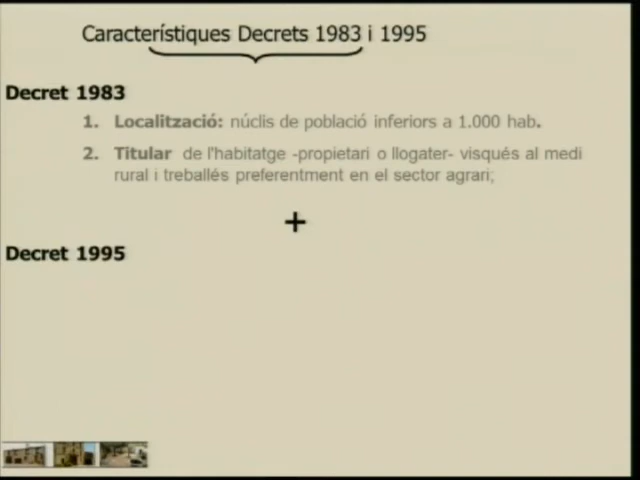 Característiques Decrets 1983 i 1995
Decret 1983
1. Localització: núclis de població inferiors a 1.000 hab.
2. Titular de l'habitatge -propietari o llogater- visqués al medi
rural i treballés preferentment en el sector agrari;
+
Decret 1995